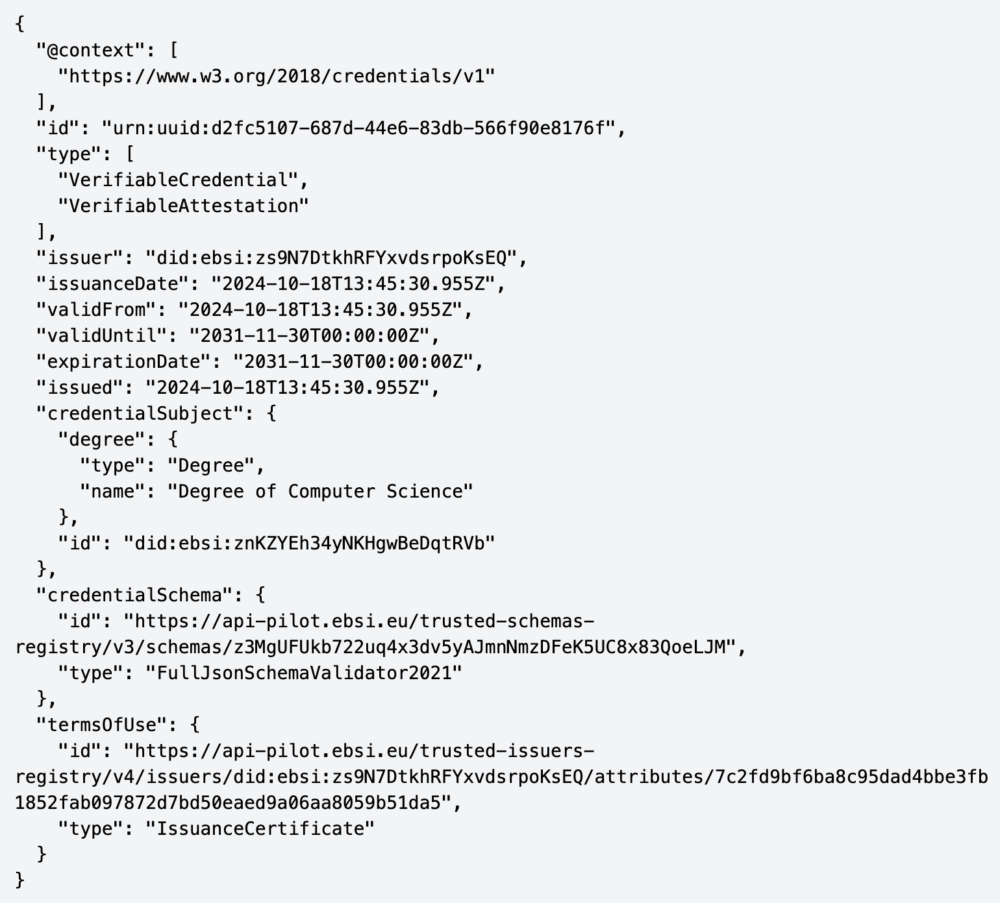 {
  "@context": [
    "https://www.w3.org/2018/credentials/v1"
  ],
  "id": "urn:uuid:d2fc5107-687d-44e6-83db-566f90e8176f",
  "type": [
    "VerifiableCredential",
    "VerifiableAttestation"
  ],
  "issuer": "did:ebsi:zs9N7DtkhRFYxvdsrpoKsEQ",
  "issuanceDate": "2024-10-18T13:45:30.955Z",
  "validFrom": "2024-10-18T13:45:30.955Z",
  "validUntil": "2031-11-30T00:00:00Z",
  "expirationDate": "2031-11-30T00:00:00Z",
  "issued": "2024-10-18T13:45:30.955Z",
  "credentialSubject": {
    "degree": {
      "type": "Degree",
      "name": "Degree of Computer Science"
    },
    "id": "did:ebsi:znKZYEh34yNKHgwBeDqtRVb"
  },
  "credentialSchema": {
    "id": "https://api-pilot.ebsi.eu/trusted-schemas-
registry/v3/schemas/z3MgUFUkb722uq4x3dv5yAJmnNmzDFeK5UC8x83QoeLJM",
    "type": "FullJsonSchemaValidator2021"
  },
  "termsOfUse": {
    "id": "https://api-pilot.ebsi.eu/trusted-issuers-
registry/v4/issuers/did:ebsi:zs9N7DtkhRFYxvdsrpoKsEQ/attributes/7c2fd9bf6ba8c95dad4bbe3fb
1852fab097872d7bd50eaed9a06aa8059b51da5",
    "type": "IssuanceCertificate"
  }
}